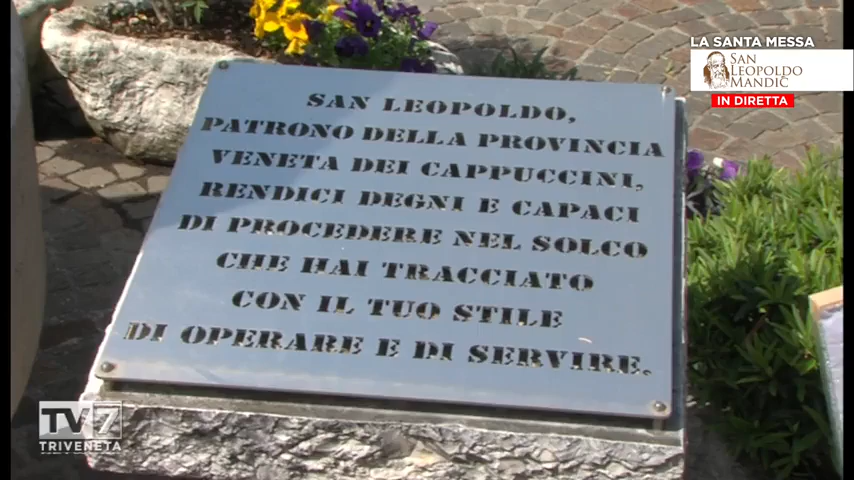 LA SANTA MESSA
SAN
LEOPOLDO
MANDIĆ
IN DIRETTA
SAN LEOPOLDO,
PATRONO DELLA PROVINCIA
VENETA DEI CAPPUCCINI,
RENDICI DEGNI E CAPACI
DI PROCEDERE NEL SOLCO
CHE HAI TRACCIATO
CON IL TUO STILE
DI OPERARE E DI SERVIRE.
TV7
TRIVENETA